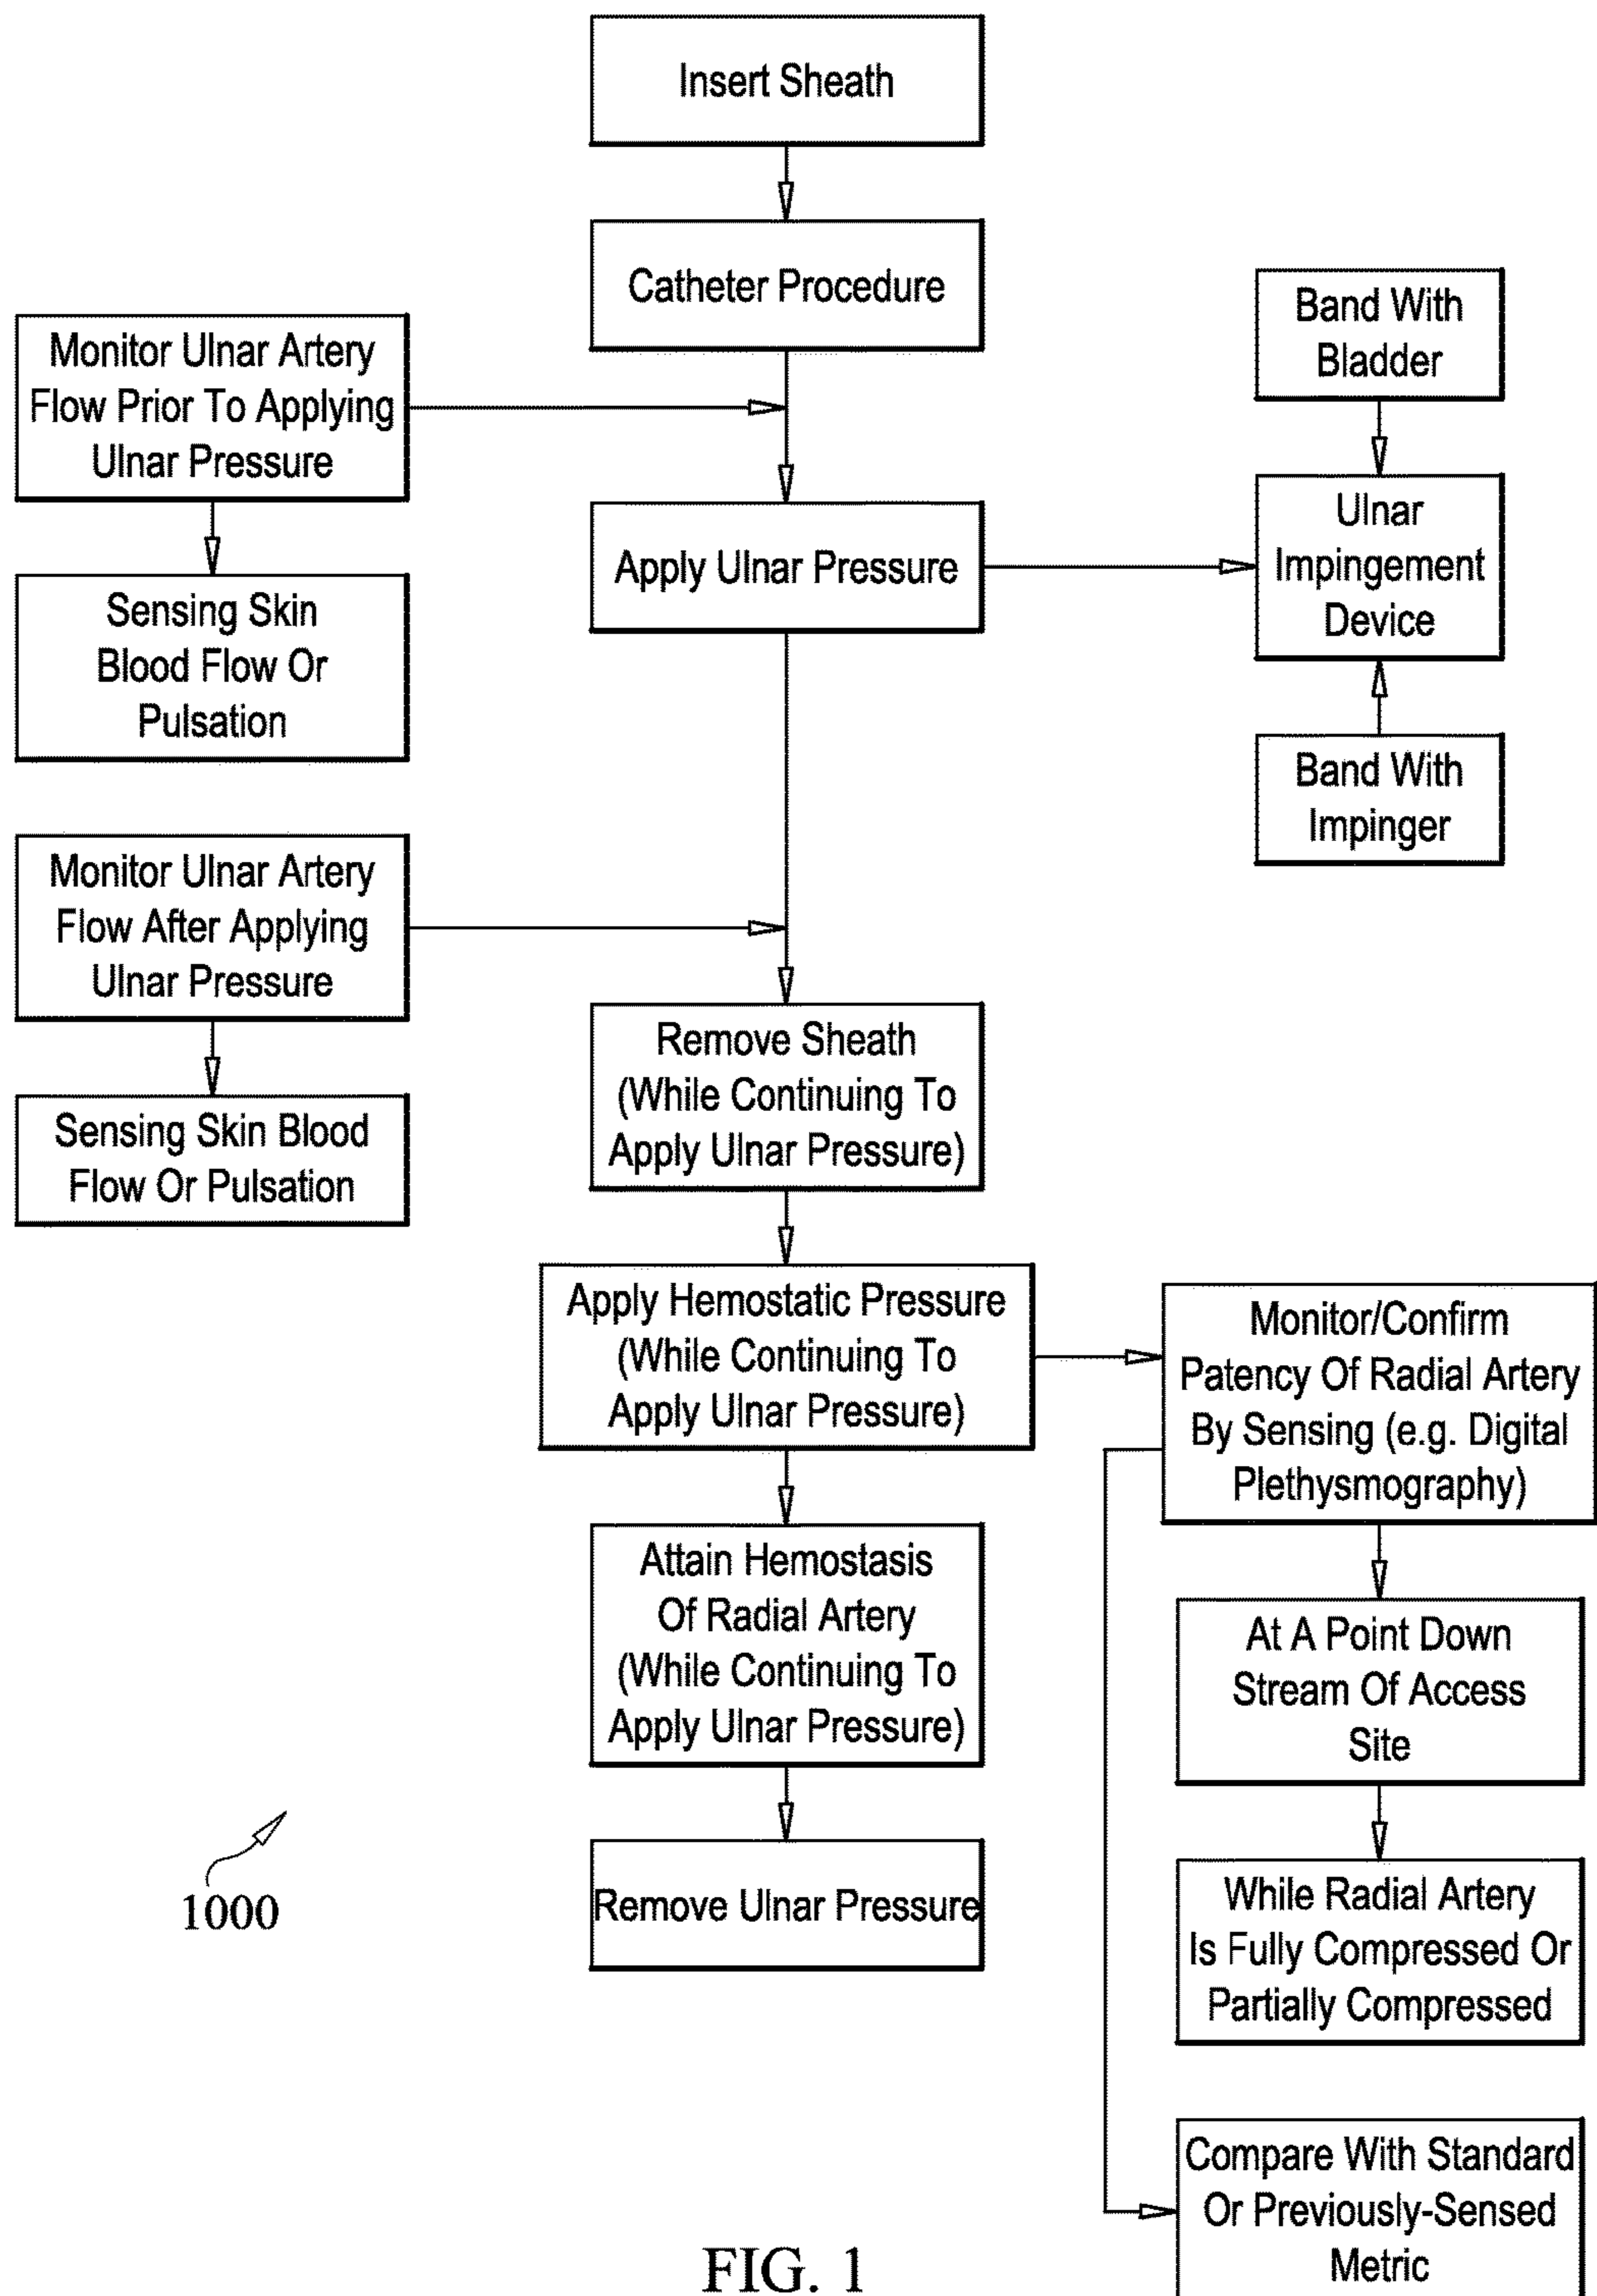 Insert Sheath
Catheter Procedure
Monitor Ulnar Artery
Flow Prior To Applying
Ulnar Pressure
Band With
Bladder
Apply Ulnar Pressure
Ulnar
Impingement
Device
Sensing Skin
Blood Flow Or
Pulsation
Band With
Impinger
Monitor Ulnar Artery
Flow After Applying
Ulnar Pressure
Sensing Skin Blood
Flow Or Pulsation
Remove Sheath
(While Continuing To
Apply Ulnar Pressure)
Apply Hemostatic Pressure
(While Continuing To
Apply Ulnar Pressure)
Monitor/Confirm
Patency Of Radial Artery
By Sensing (e.g. Digital
Plethysmography)
Attain Hemostasis
Of Radial Artery
(While Continuing To
Apply Ulnar Pressure)
At A Point Down
Stream Of Access
Site
Remove Ulnar Pressure
While Radial Artery
Is Fully Compressed Or
Partially Compressed
1000
Compare With Standard
Or Previously-Sensed
Metric
FIG. 1